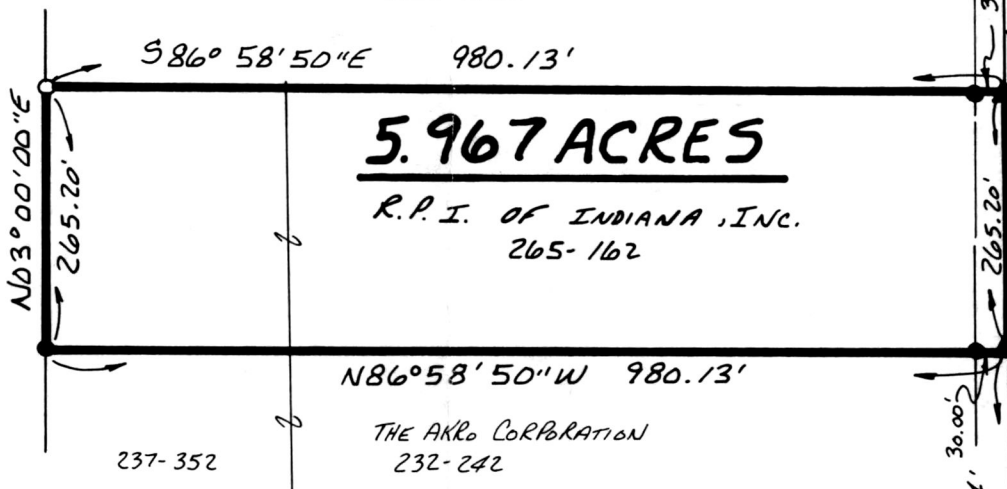 S86° 58' 50"E 980.13'
N03° 00' 00"E
265.20'
5.967 ACRES
R.P.I. OF INDIANA, INC.
265-162
265.20'
N86° 58' 50"W 980.13'
30.00'
THE AKRO CORPORATION
237-352 232-242